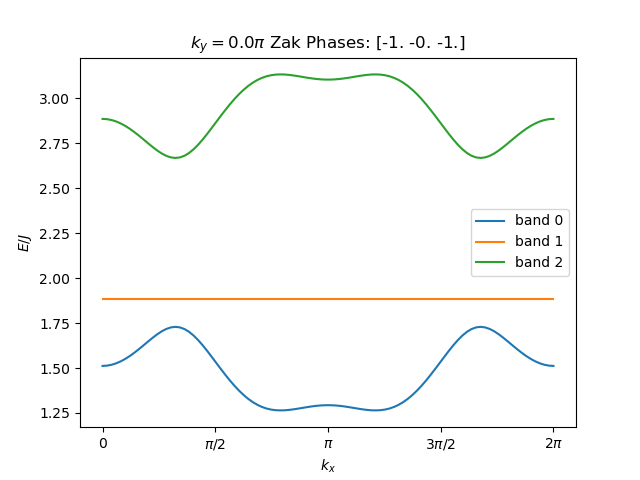 k_y = 0.0π Zak Phases: [-1. -0. -1.]
3.00
2.75
2.50
2.25
2.00
1.75
1.50
1.25
E/J
band 0
band 1
band 2
0 π/2 π 3π/2 2π
k_x